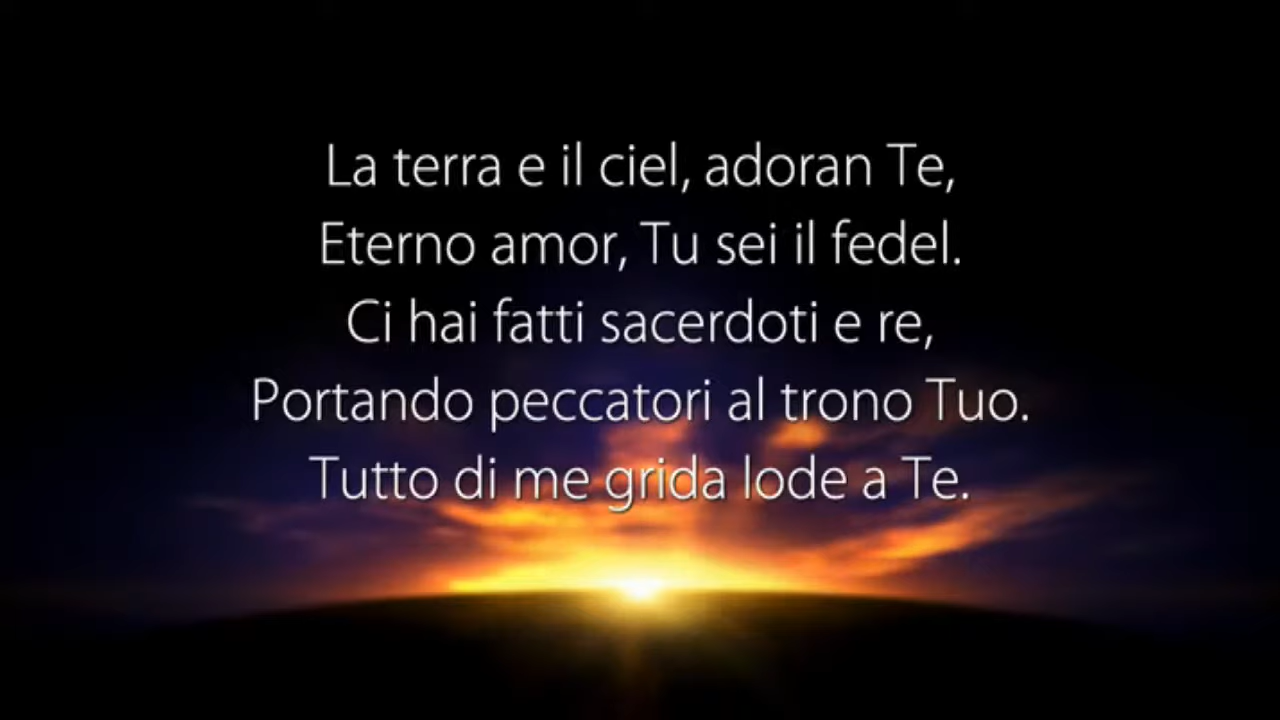 La terra e il ciel, adoran Te,
Eterno amor, Tu sei il fedel.
Ci hai fatti sacerdoti e re,
Portando peccatori al trono Tuo.
Tutto di me grida lode a Te.